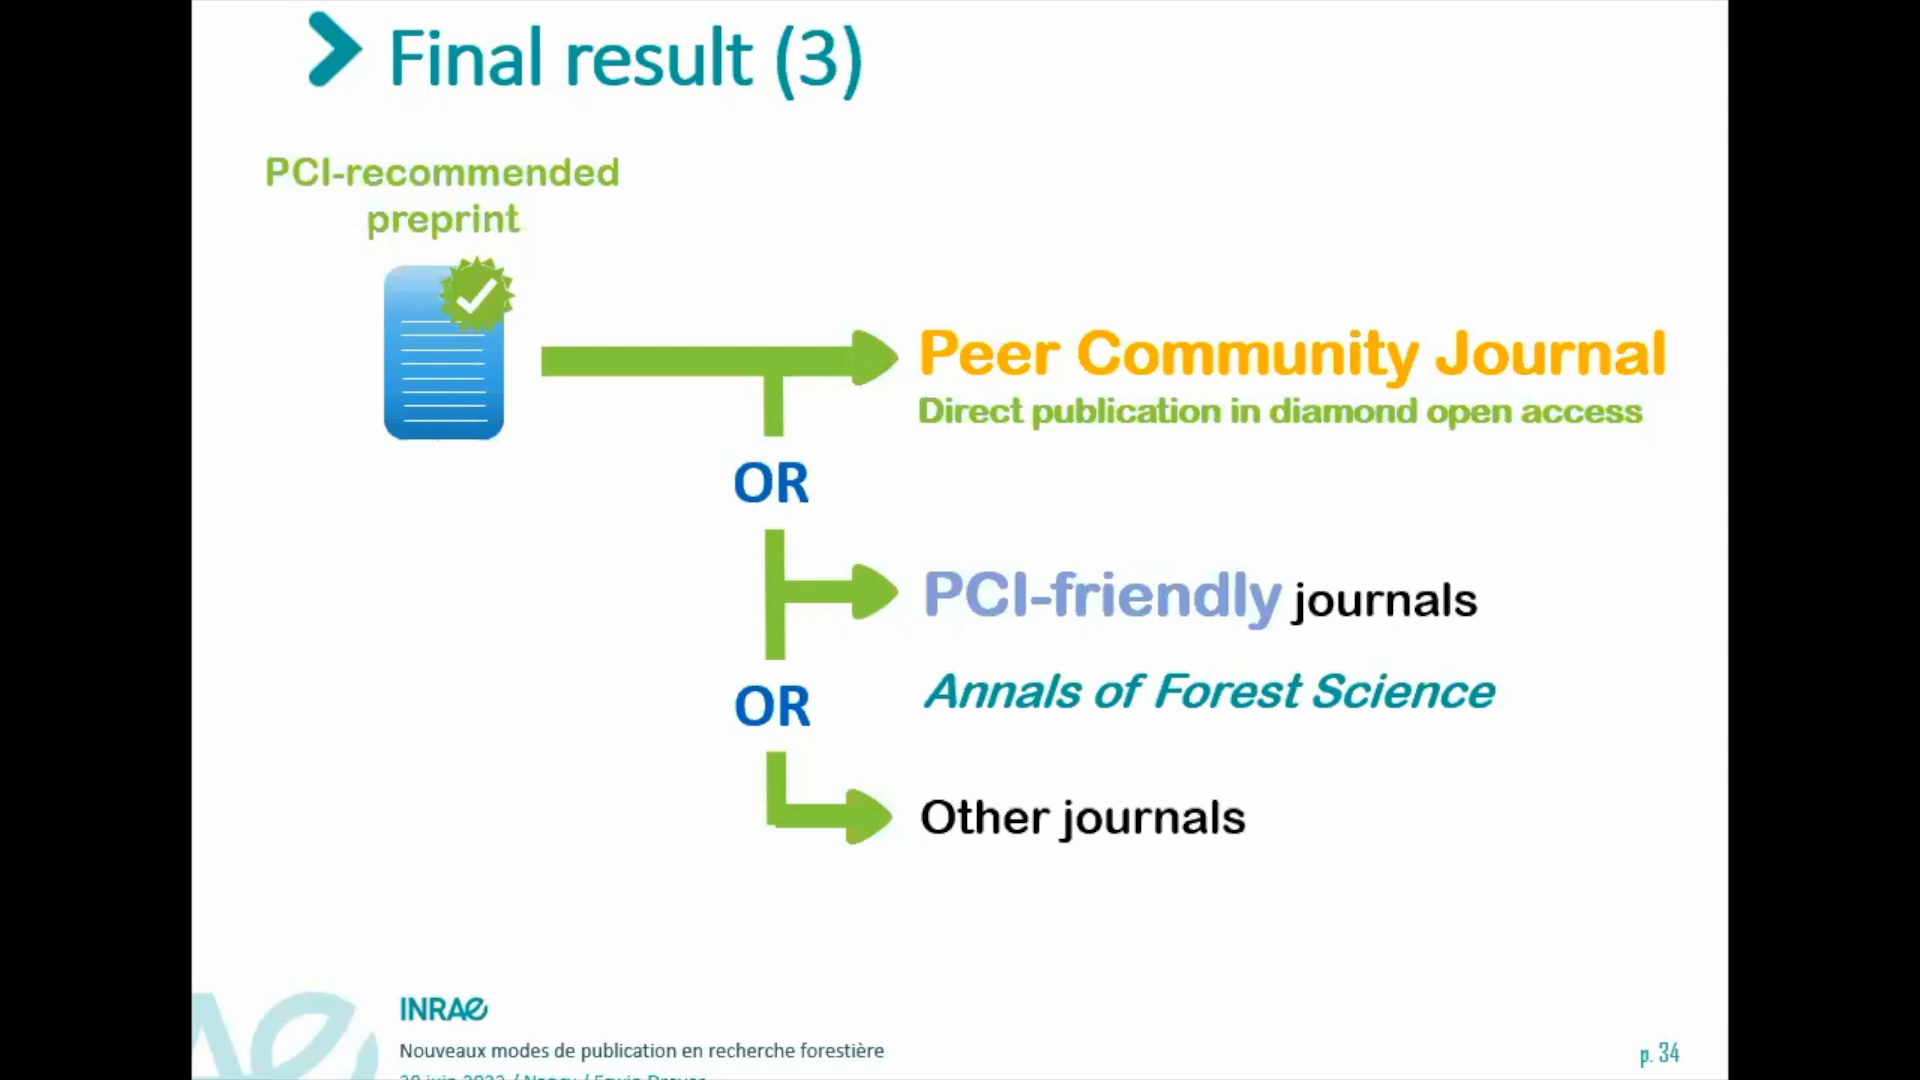 Final result (3)
PCI-recommended
preprint
Peer Community Journal
Direct publication in diamond open access
OR
PCI-friendly journals
Annals of Forest Science
OR
Other journals
INRAE
Nouveaux modes de publication en recherche forestière
p. 34